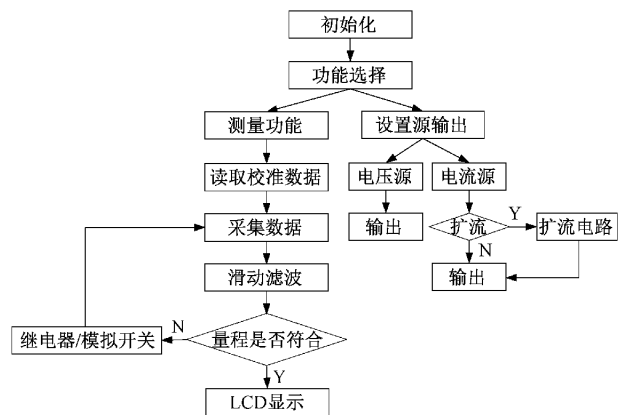 初始化
功能选择
测量功能
设置源输出
读取校准数据
电压源
电流源
采集数据
输出
扩流
Y
扩流电路
N
滑动滤波
输出
继电器/模拟开关
N
量程是否符合
Y
LCD显示